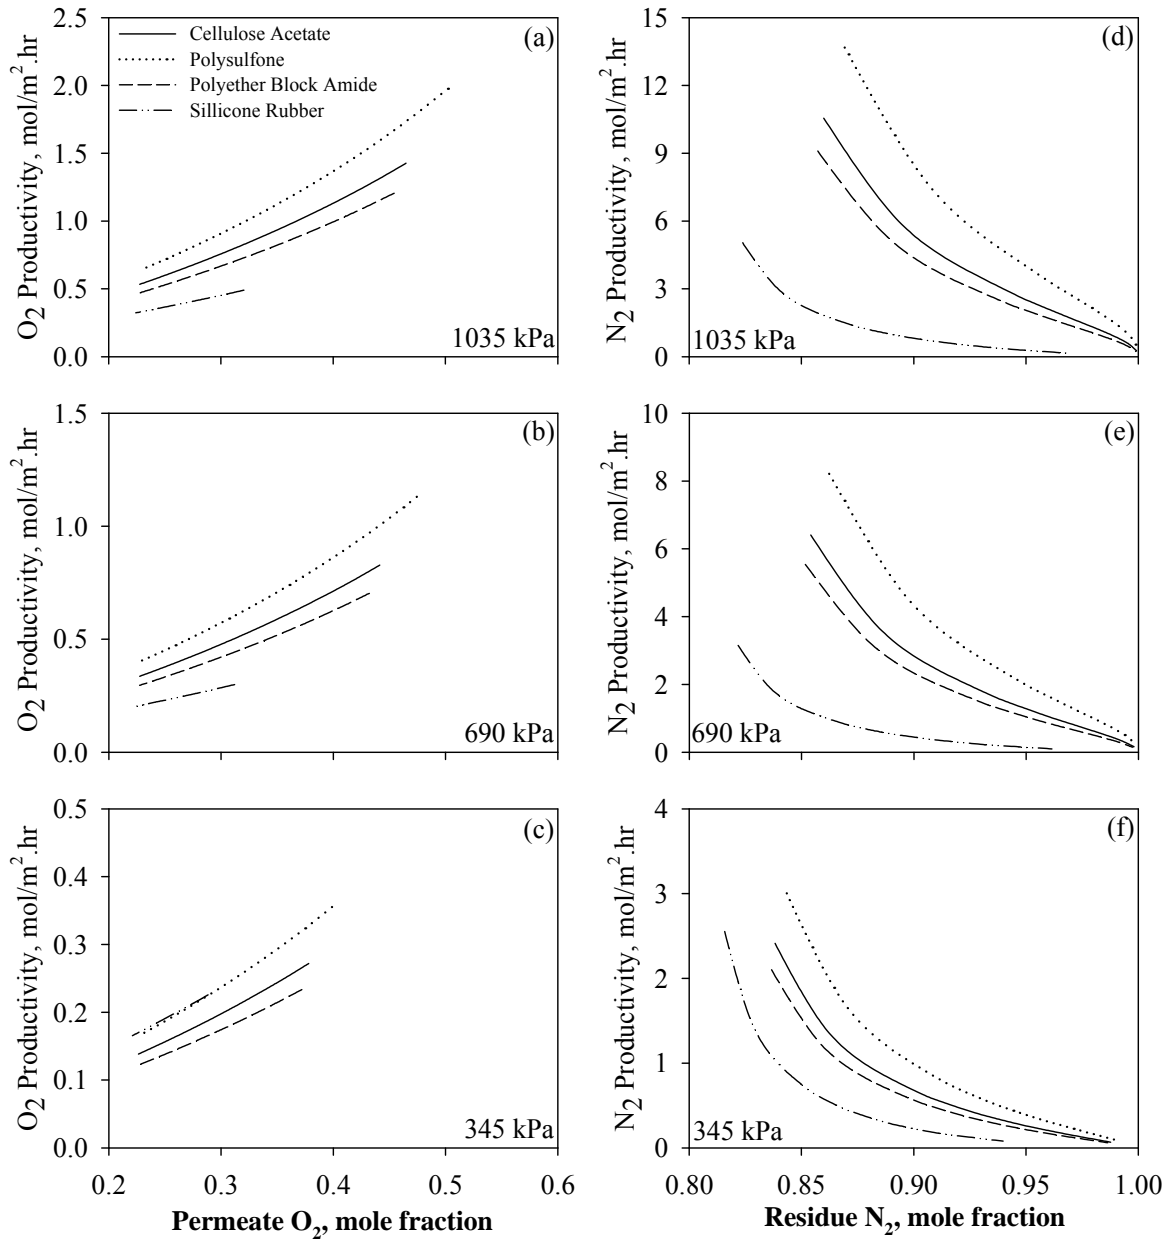 O2 Productivity, mol/m2.hr
2.5
2.0
1.5
1.0
0.5
0.0
Cellulose Acetate
Polysulfone
Polyether Block Amide
Sillicone Rubber
(a)
1035 kPa
N2 Productivity, mol/m2.hr
15
12
9
6
3
0
(d)
1035 kPa
O2 Productivity, mol/m2.hr
1.5
1.0
0.5
0.0
(b)
690 kPa
N2 Productivity, mol/m2.hr
10
8
6
4
2
0
(e)
690 kPa
O2 Productivity, mol/m2.hr
0.5
0.4
0.3
0.2
0.1
0.0
(c)
345 kPa
0.2 0.3 0.4 0.5 0.6
Permeate O2, mole fraction
N2 Productivity, mol/m2.hr
4
3
2
1
0
(f)
345 kPa
0.80 0.85 0.90 0.95 1.00
Residue N2, mole fraction